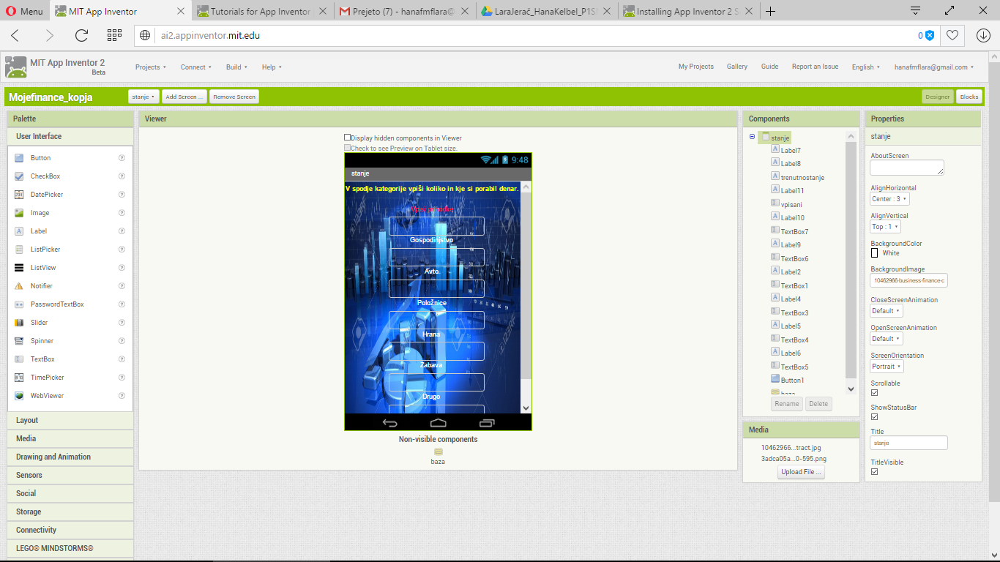 Menu
MIT App Inventor
Tutorials for App Inventor
Prejeto (7) - hanafmflara@
LaraJerač_HanaKelbel_P1S
Installing App Inventor 2 S
ai2.appinventor.mit.edu
0
MIT App Inventor 2
Beta
Projects
Connect
Build
Help
My Projects
Gallery
Guide
Report an Issue
English
hanafmflara@gmail.com
Mojefinance_kopja
stanje
Add Screen ...
Remove Screen
Designer
Blocks
Palette
User Interface
Button
CheckBox
DatePicker
Image
Label
ListPicker
ListView
Notifier
PasswordTextBox
Slider
Spinner
TextBox
TimePicker
WebViewer
Layout
Media
Drawing and Animation
Sensors
Social
Storage
Connectivity
LEGO® MINDSTORMS®
Viewer
Display hidden components in Viewer
Check to see Preview on Tablet size.
9:48
stanje
V spodje kategorije vpiši koliko in kje si porabil denar.
Gospodinjstvo
Avto
Položnice
Hrana
Zabava
Drugo
Non-visible components
baza
Components
stanje
Label7
Label8
trenutnostanje
Label11
vpisani
Label10
TextBox7
Label9
TextBox6
Label2
TextBox1
Label4
TextBox3
Label5
TextBox4
Label6
TextBox5
Button1
baza
Rename
Delete
Media
10462966...tract.jpg
3adca05a...0-595.png
Upload File ...
Properties
stanje
AboutScreen
AlignHorizontal
Center : 3
AlignVertical
Top : 1
BackgroundColor
White
BackgroundImage
10462966-business-finance-c
CloseScreenAnimation
Default
OpenScreenAnimation
Default
ScreenOrientation
Portrait
Scrollable
ShowStatusBar
Title
stanje
TitleVisible